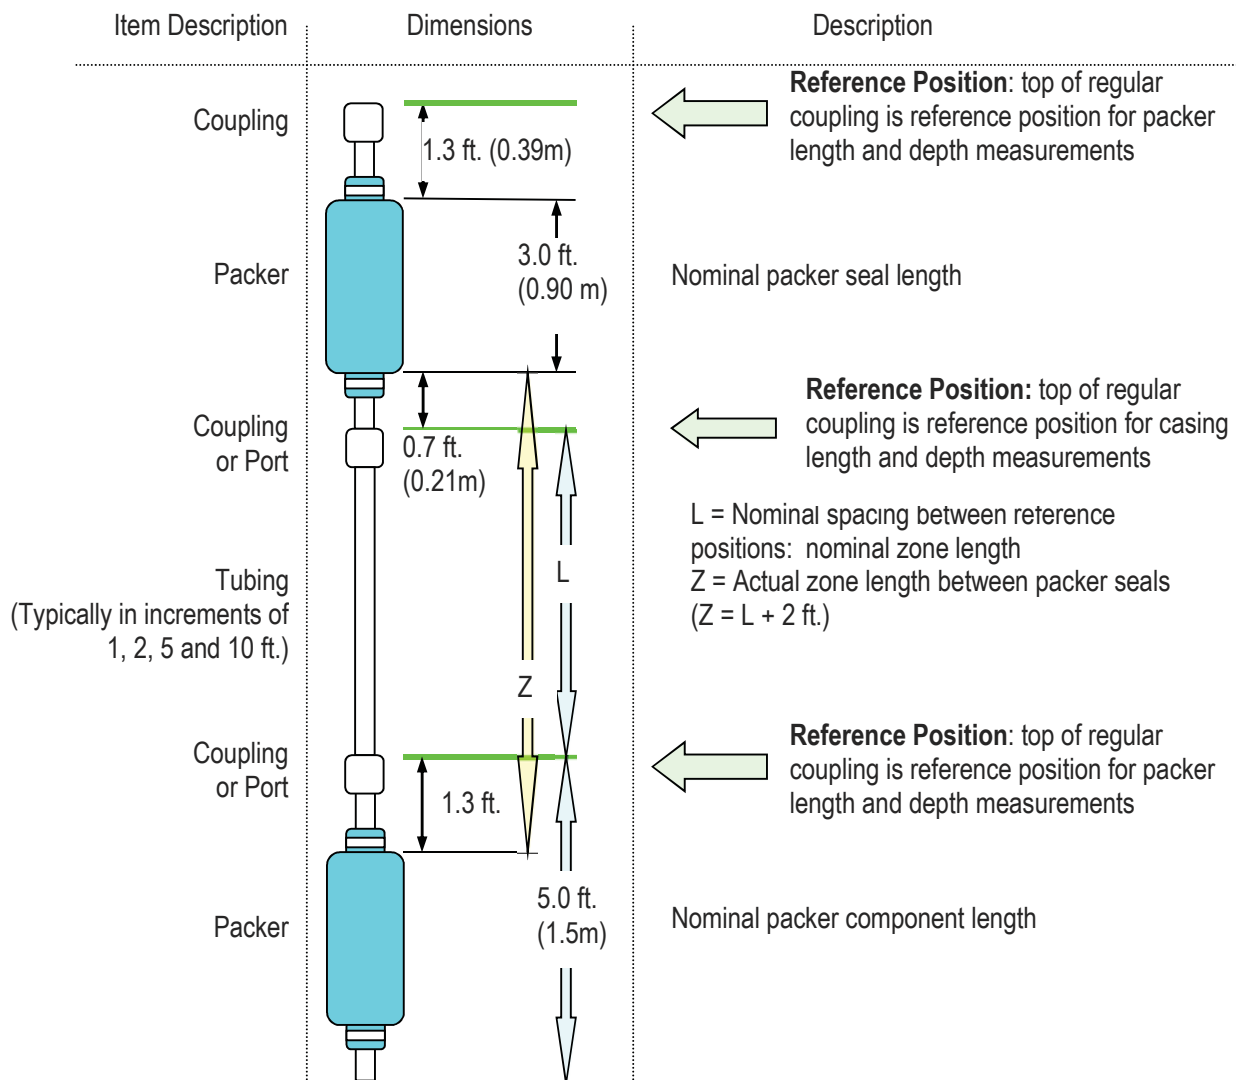 Item Description
Dimensions
Description
Coupling
1.3 ft. (0.39m)
Reference Position: top of regular
coupling is reference position for packer
length and depth measurements
Packer
3.0 ft.
(0.90 m)
Nominal packer seal length
Coupling
or Port
0.7 ft.
(0.21m)
Reference Position: top of regular
coupling is reference position for casing
length and depth measurements
L = Nominal spacing between reference
positions: nominal zone length
Z = Actual zone length between packer seals
(Z = L + 2 ft.)
Tubing
(Typically in increments of
1, 2, 5 and 10 ft.)
L
Z
Coupling
or Port
1.3 ft.
Reference Position: top of regular
coupling is reference position for packer
length and depth measurements
Packer
5.0 ft.
(1.5m)
Nominal packer component length